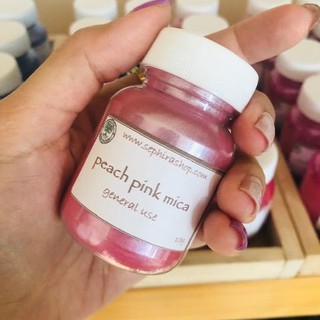 www.sephirashop.com
peach pink mica
general use